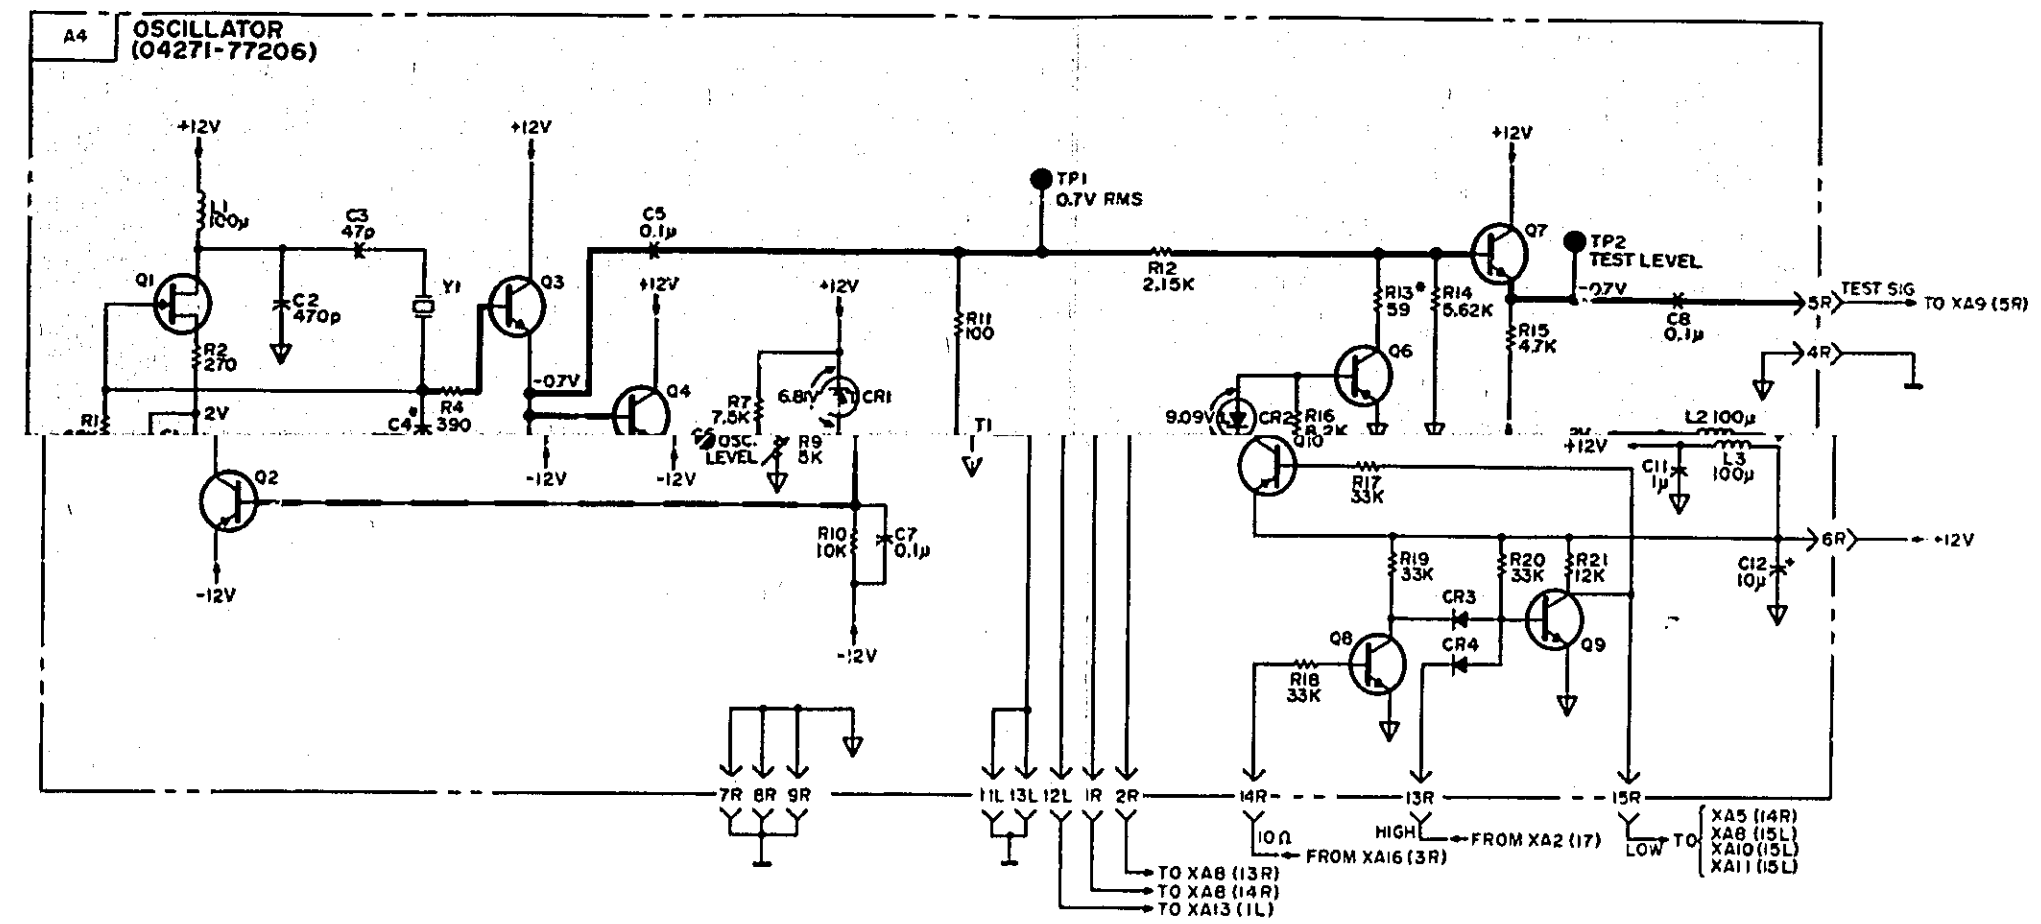 A4
OSCILLATOR
(04271-77206)
+12V
+12V
+12V
L1
100µ
C3
47p
C5
0.1µ
TP1
0.7V RMS
Q7
TP2
TEST LEVEL
Q1
C2
470p
Y1
Q3
+12V
+12V
R12
2.15K
R13*
59
R14
5.62K
-0.7V
C8
0.1µ
5R
TEST SIG
TO XA9 (5R)
R2
270
R11
100
R15
4.7K
4R
Q6
-0.7V
Q4
R7
7.5K
6.81V
CR1
R1
2V
C4*
R4
390
9.09V
CR2
R16
8.2K
L2 100µ
T1
OSC.
LEVEL
R9
5K
Q10
+12V
L3
100µ
C11
1µ
Q2
-12V
-12V
R17
33K
R10
10K
C7
0.1µ
6R
+12V
R19
33K
R20
33K
R21
12K
C12
10µ
+
-12V
CR3
Q8
CR4
Q9
-12V
R18
33K
7R
8R
9R
11L
13L
12L
1R
2R
14R
13R
15R
10Ω
FROM XA16 (3R)
HIGH
FROM XA2 (17)
LOW
TO
XA5 (14R)
XA8 (15L)
XA10 (15L)
XA11 (15L)
TO XA8 (13R)
TO XA8 (14R)
TO XA13 (1L)